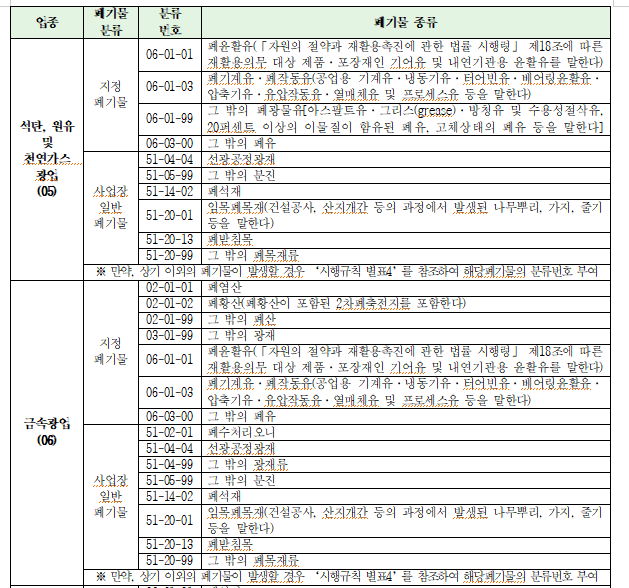 업종 폐기물 분류 분류 번호 폐기물 종류
석탄, 원유 및 천연가스 광업 (05)
지정 폐기물
06-01-01 폐윤활유(「자원의 절약과 재활용촉진에 관한 법률 시행령」 제18조에 따른
재활용의무 대상 제품·포장재인 기어유 및 내연기관용 윤활유를 말한다)
06-01-03 폐기계유·폐작동유(공업용 기계유·냉동기유·터어빈유·베어링윤활유·
압축기유·유압작동유·열매체유 및 프로세스유 등을 말한다)
06-01-99 그 밖의 폐광물유[아스팔트유·그리스(grease)·방청유 및 수용성절삭유,
20퍼센트 이상의 이물질이 함유된 폐유, 고체상태의 폐유 등을 말한다]
06-03-00 그 밖의 폐유
사업장 일반 폐기물
51-04-04 선광공정광재
51-05-99 그 밖의 분진
51-14-02 폐석재
51-20-01 임목폐목재(건설공사, 산지개간 등의 과정에서 발생된 나무뿌리, 가지, 줄기
등을 말한다)
51-20-13 폐받침목
51-20-99 그 밖의 폐목재류
※ 만약, 상기 이외의 폐기물이 발생할 경우 ‘시행규칙 별표4’를 참조하여 해당폐기물의 분류번호 부여
금속광업 (06)
지정 폐기물
02-01-01 폐염산
02-01-02 폐황산(폐황산이 포함된 2차폐축전지를 포함한다)
02-01-99 그 밖의 폐산
03-01-99 그 밖의 광재
06-01-01 폐윤활유(「자원의 절약과 재활용촉진에 관한 법률 시행령」 제18조에 따른
재활용의무 대상 제품·포장재인 기어유 및 내연기관용 윤활유를 말한다)
06-01-03 폐기계유·폐작동유(공업용 기계유·냉동기유·터어빈유·베어링윤활유·
압축기유·유압작동유·열매체유 및 프로세스유 등을 말한다)
06-03-00 그 밖의 폐유
사업장 일반 폐기물
51-02-01 폐수처리오니
51-04-04 선광공정광재
51-04-99 그 밖의 광재류
51-05-99 그 밖의 분진
51-14-02 폐석재
51-20-01 임목폐목재(건설공사, 산지개간 등의 과정에서 발생된 나무뿌리, 가지, 줄기
등을 말한다)
51-20-13 폐받침목
51-20-99 그 밖의 폐목재류
※ 만약, 상기 이외의 폐기물이 발생할 경우 ‘시행규칙 별표4’를 참조하여 해당폐기물의 분류번호 부여